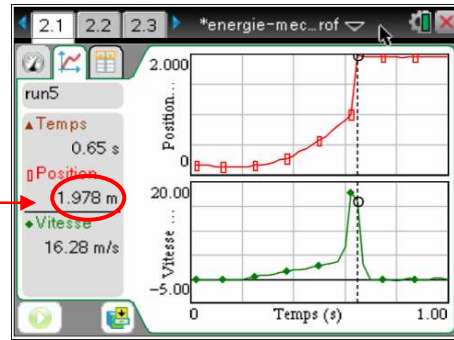 2.1 2.2 2.3 *energie-mec…rof
run5
Temps
0.65 s
Position
1.978 m
Vitesse
16.28 m/s
2.000
Position…
0
20.00
Vitesse …
-5.00
0 Temps (s) 1.00